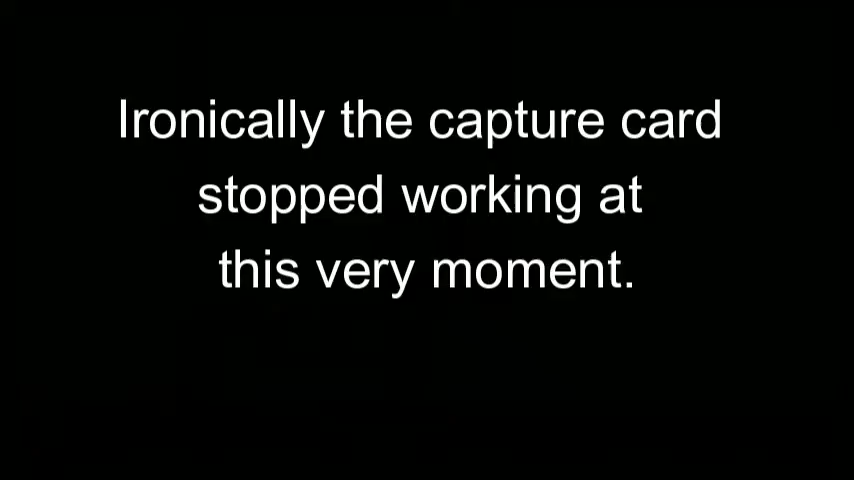 Ironically the capture card
stopped working at
this very moment.